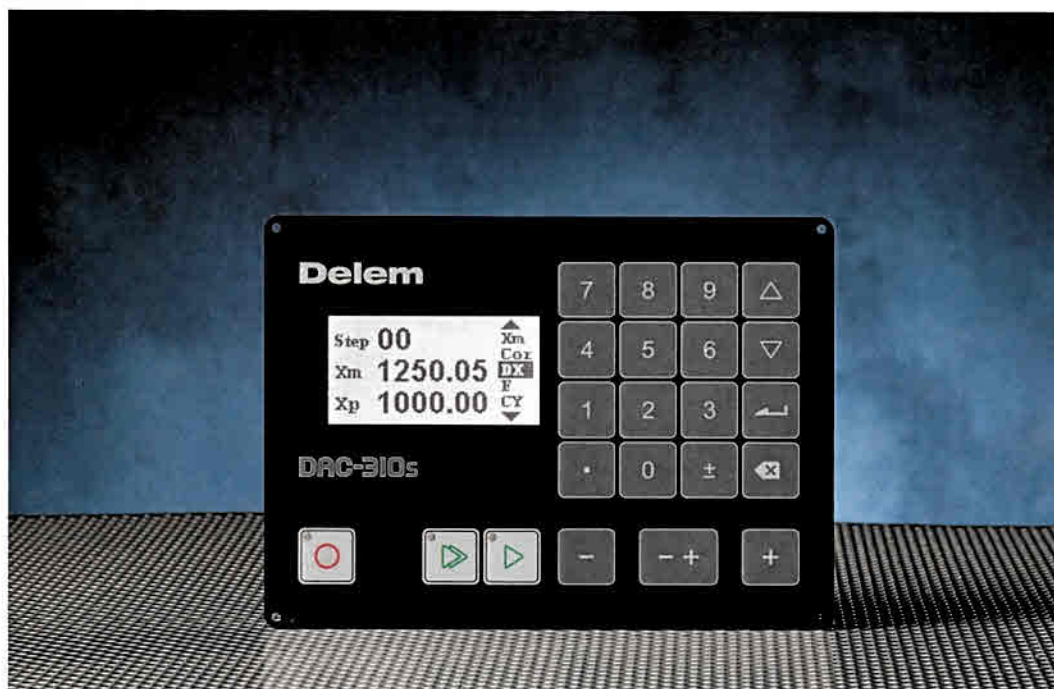 Delem
Step 00
Xm 1250.05
Xp 1000.00
Xm
Cor
DX
F
CY
DAC-310s
7 8 9
4 5 6
1 2 3
. 0 ±
- - + +